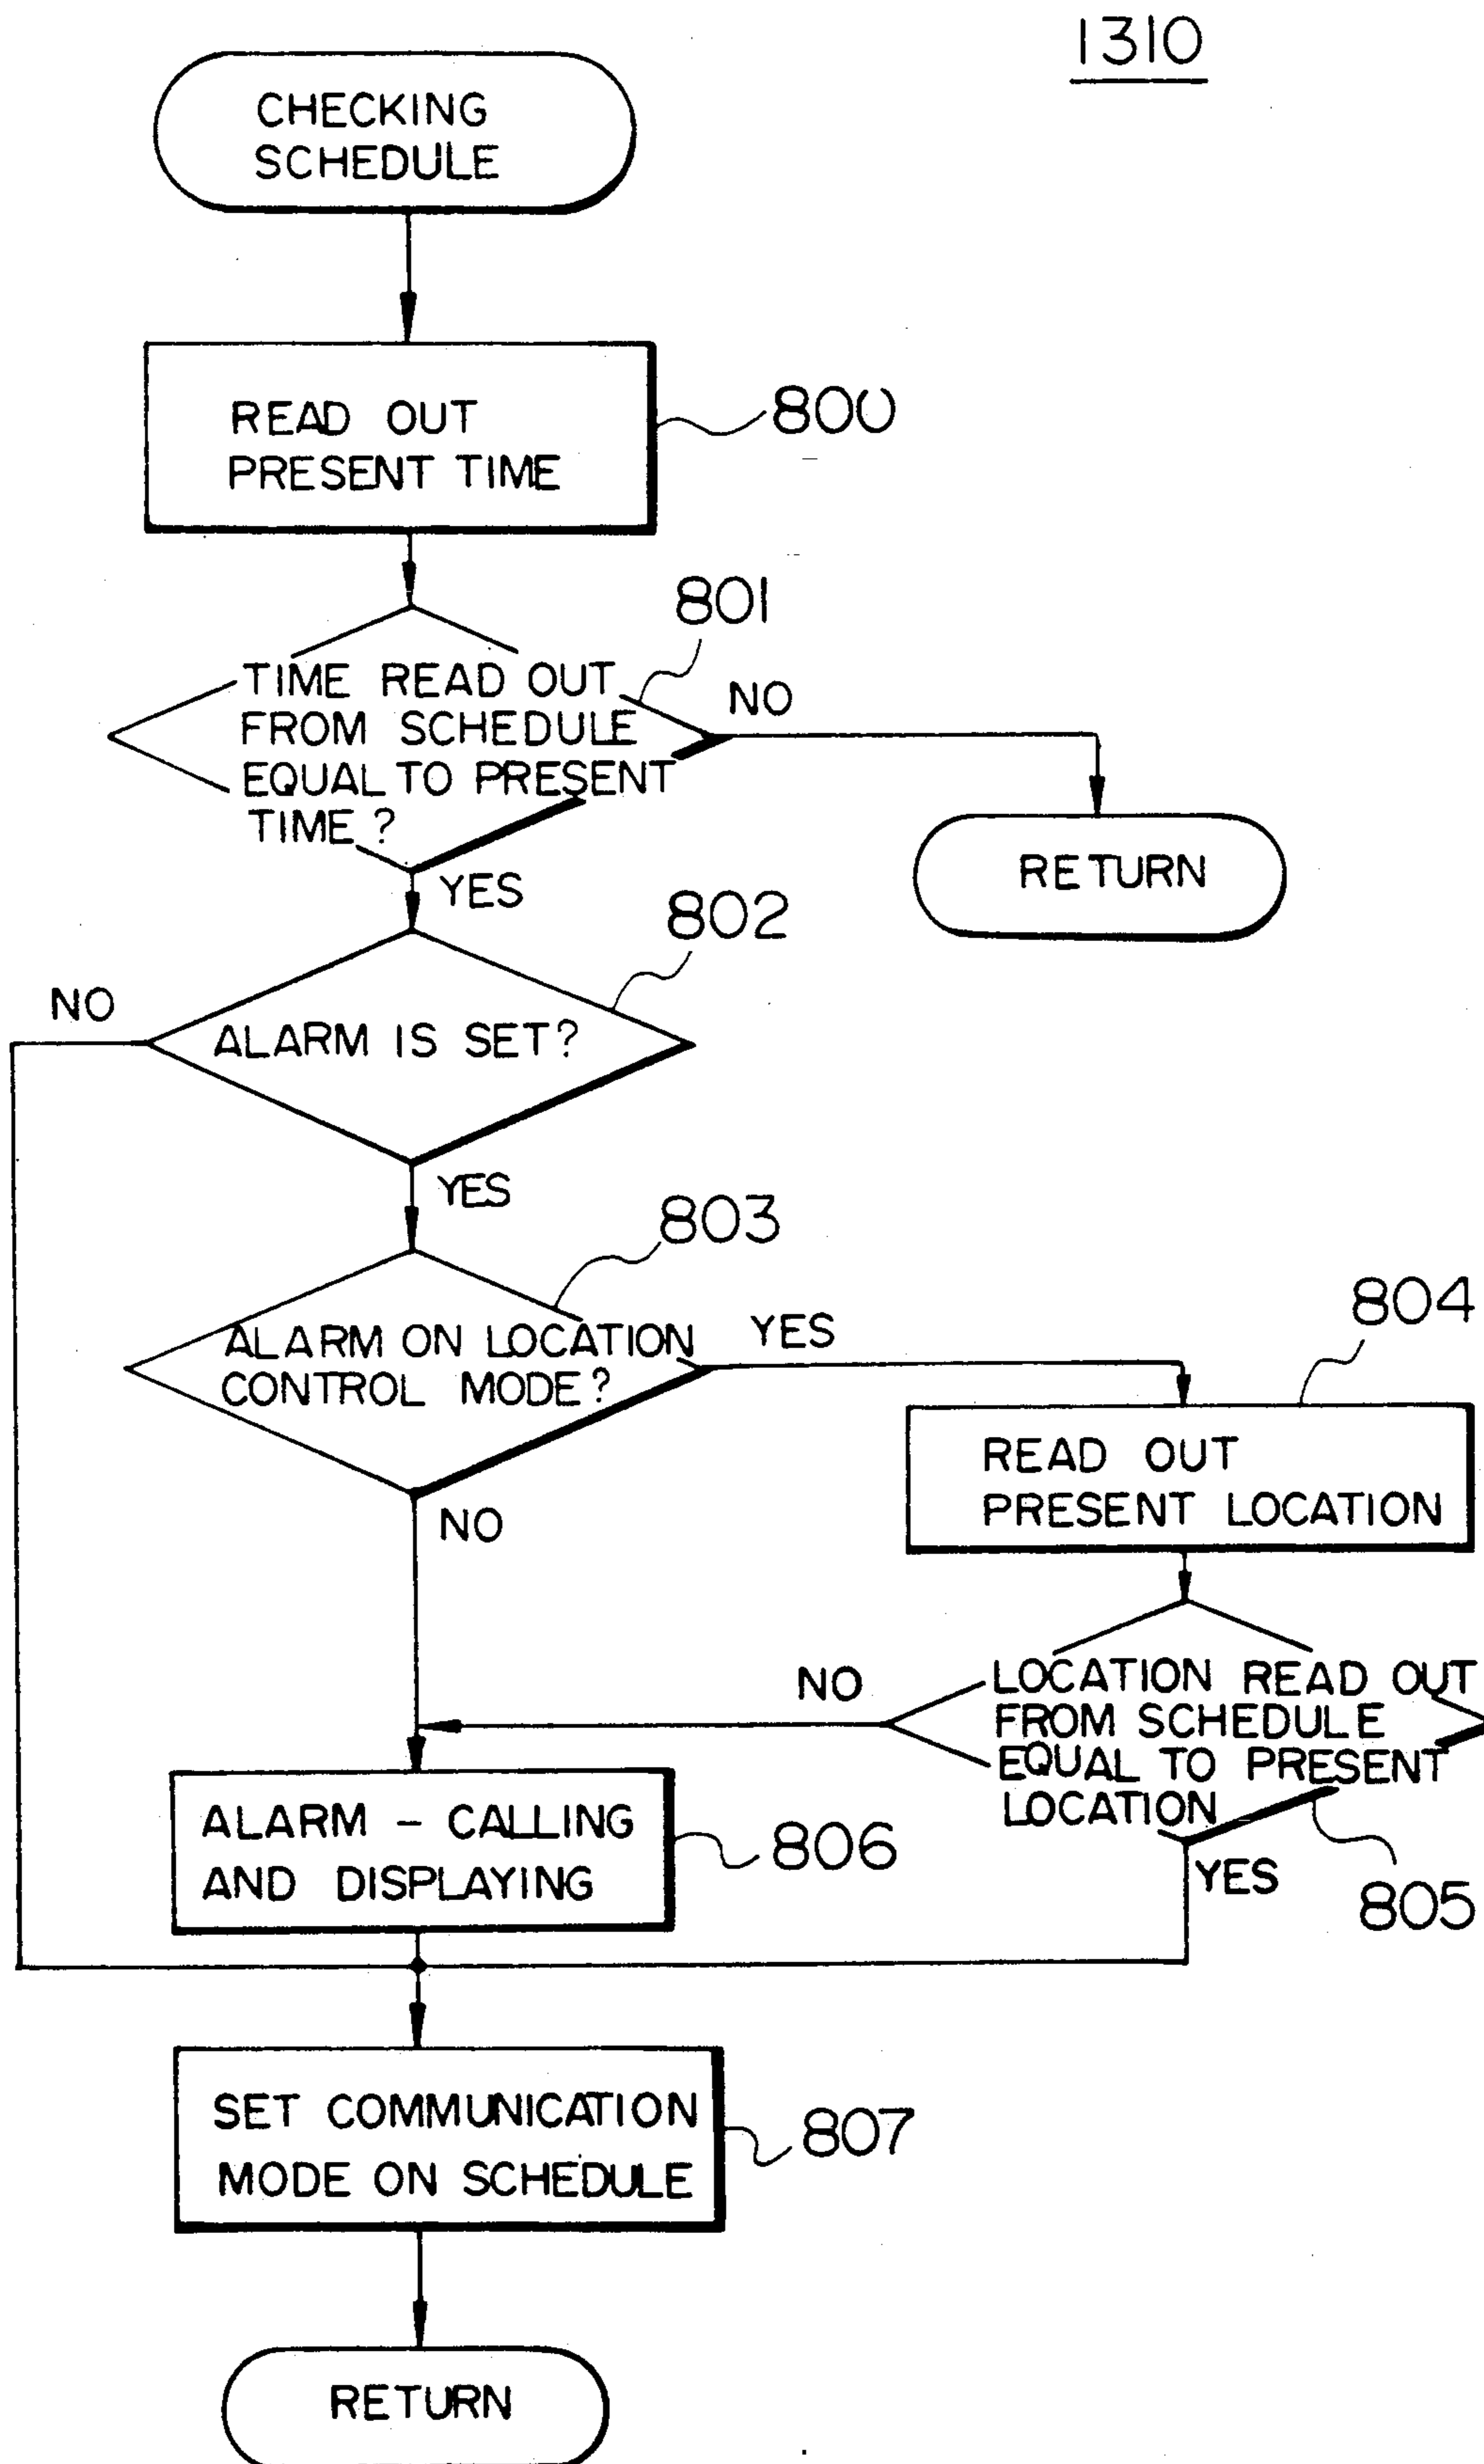 1310
CHECKING
SCHEDULE
READ OUT
PRESENT TIME
800
801
TIME READ OUT
FROM SCHEDULE
EQUAL TO PRESENT
TIME ?
NO
RETURN
YES
802
NO
ALARM IS SET?
YES
803
ALARM ON LOCATION
CONTROL MODE?
YES
804
READ OUT
PRESENT LOCATION
NO
NO
LOCATION READ OUT
FROM SCHEDULE
EQUAL TO PRESENT
LOCATION
YES
805
ALARM – CALLING
AND DISPLAYING
806
SET COMMUNICATION
MODE ON SCHEDULE
807
RETURN